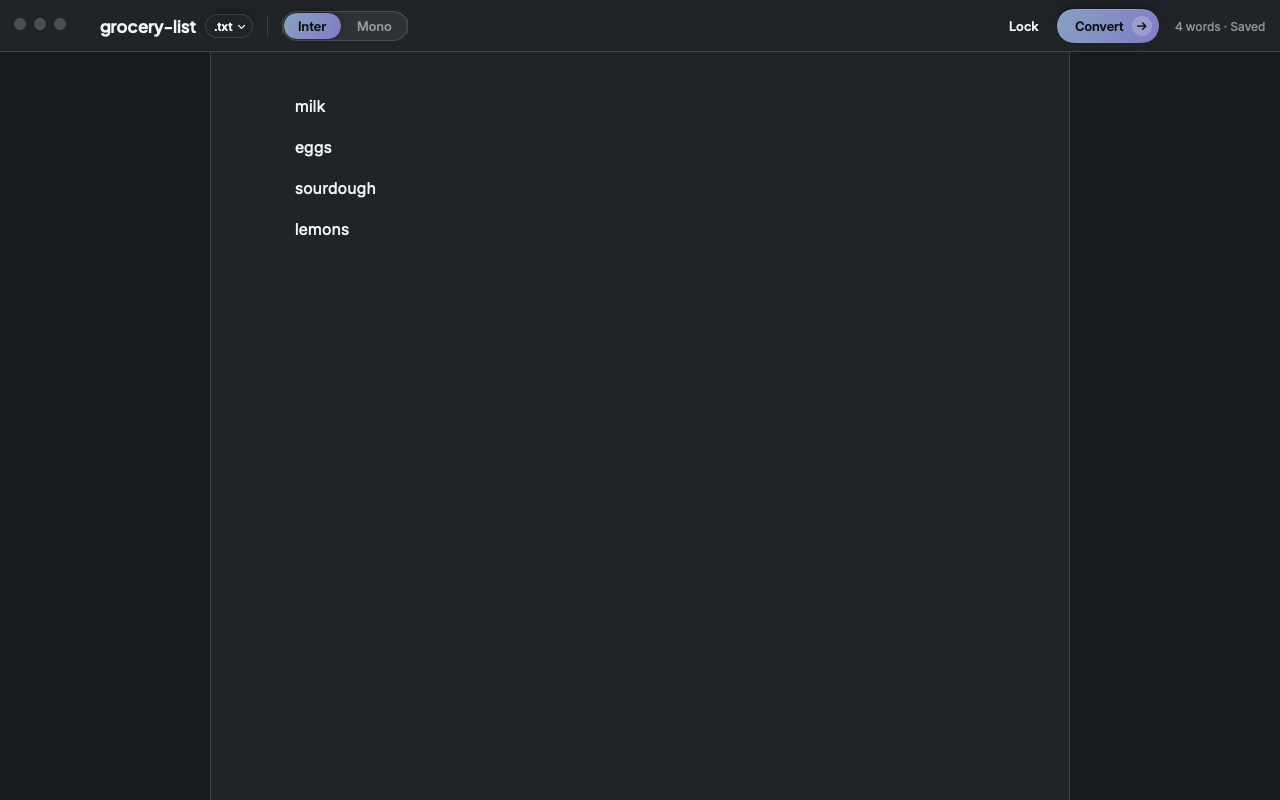 grocery-list .txt Inter Mono Lock Convert 4 words · Saved
milk
eggs
sourdough
lemons